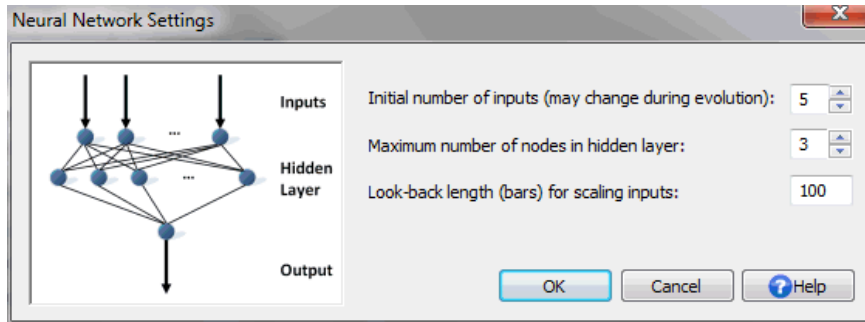 Neural Network Settings
X
Inputs
...
Hidden
Layer
...
Output
Initial number of inputs (may change during evolution): 5
Maximum number of nodes in hidden layer: 3
Look-back length (bars) for scaling inputs: 100
OK Cancel ? Help